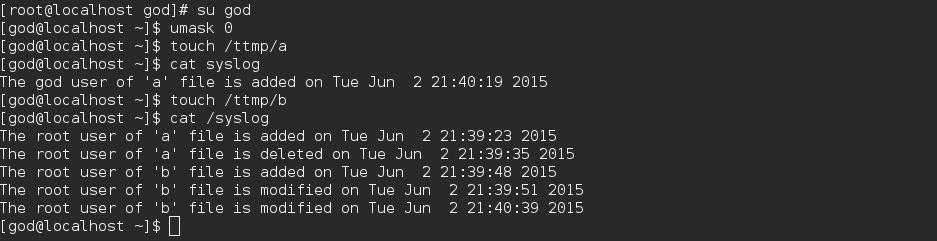 [root@localhost god]# su god
[god@localhost ~]$ umask 0
[god@localhost ~]$ touch /ttmp/a
[god@localhost ~]$ cat syslog
The god user of 'a' file is added on Tue Jun  2 21:40:19 2015
[god@localhost ~]$ touch /ttmp/b
[god@localhost ~]$ cat /syslog
The root user of 'a' file is added on Tue Jun  2 21:39:23 2015
The root user of 'a' file is deleted on Tue Jun  2 21:39:35 2015
The root user of 'b' file is added on Tue Jun  2 21:39:48 2015
The root user of 'b' file is modified on Tue Jun  2 21:39:51 2015
The root user of 'b' file is modified on Tue Jun  2 21:40:39 2015
[god@localhost ~]$